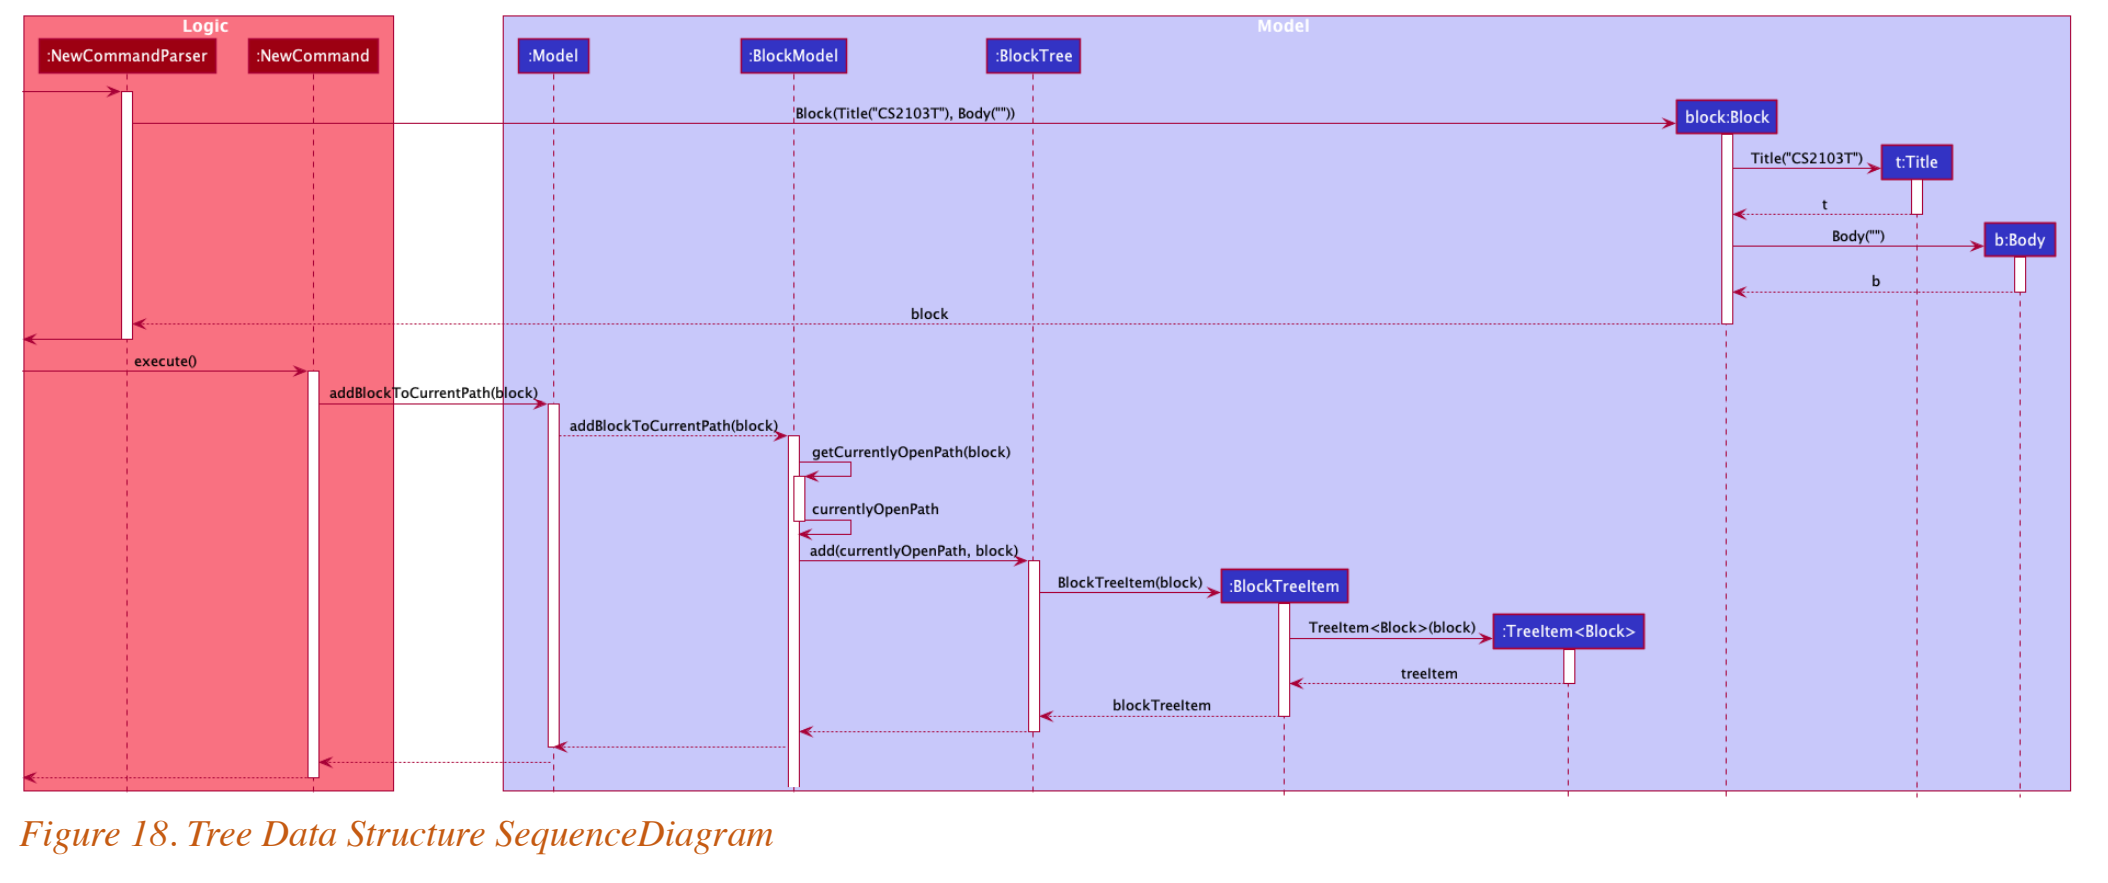 Logic
Model
:NewCommandParser
:NewCommand
:Model
:BlockModel
:BlockTree
Block(Title("CS2103T"), Body(""))
block:Block
Title("CS2103T")
t:Title
t
Body("")
b:Body
b
block
execute()
addBlockToCurrentPath(block)
addBlockToCurrentPath(block)
getCurrentlyOpenPath(block)
currentlyOpenPath
add(currentlyOpenPath, block)
BlockTreeItem(block)
:BlockTreeItem
TreeItem<Block>(block)
:TreeItem<Block>
treeItem
blockTreeItem
Figure 18. Tree Data Structure SequenceDiagram